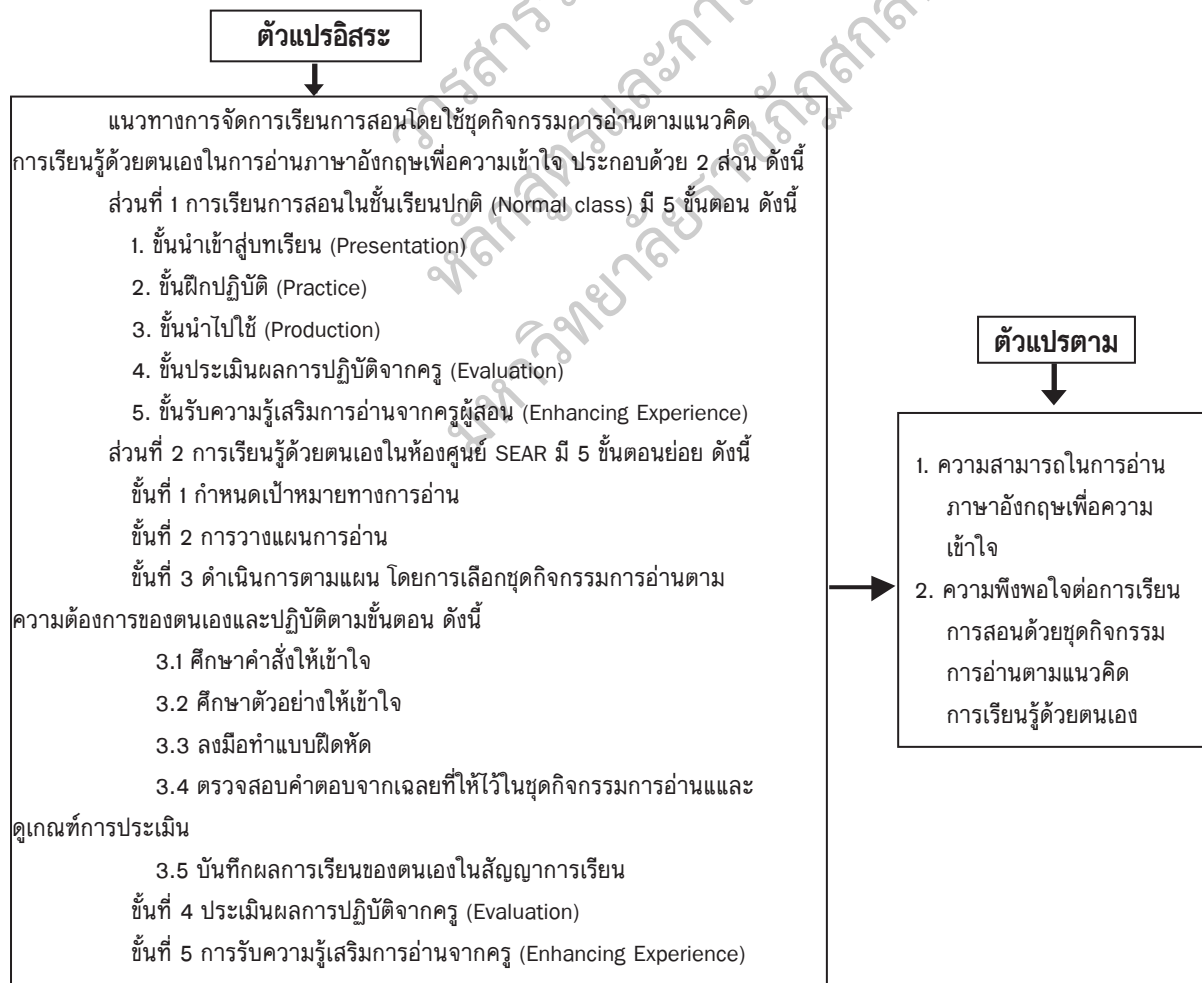 ตัวแปรอิสระ
แนวทางการจัดการเรียนการสอนโดยใช้ชุดกิจกรรมการอ่านตามแนวคิด
การเรียนรู้ด้วยตนเองในการอ่านภาษาอังกฤษเพื่อความเข้าใจ ประกอบด้วย 2 ส่วน ดังนี้
ส่วนที่ 1 การเรียนการสอนในชั้นเรียนปกติ (Normal class) มี 5 ขั้นตอน ดังนี้
1. ขั้นนำเข้าสู่บทเรียน (Presentation)
2. ขั้นฝึกปฏิบัติ (Practice)
3. ขั้นนำไปใช้ (Production)
4. ขั้นประเมินผลการปฏิบัติจากครู (Evaluation)
5. ขั้นรับความรู้เสริมการอ่านจากครูผู้สอน (Enhancing Experience)
ส่วนที่ 2 การเรียนรู้ด้วยตนเองในห้องศูนย์ SEAR มี 5 ขั้นตอนย่อย ดังนี้
ขั้นที่ 1 กำหนดเป้าหมายทางการอ่าน
ขั้นที่ 2 การวางแผนการอ่าน
ขั้นที่ 3 ดำเนินการตามแผน โดยการเลือกชุดกิจกรรมการอ่านตาม
ความต้องการของตนเองและปฏิบัติตามขั้นตอน ดังนี้
3.1 ศึกษาคำสั่งให้เข้าใจ
3.2 ศึกษาตัวอย่างให้เข้าใจ
3.3 ลงมือทำแบบฝึดหัด
3.4 ตรวจสอบคำตอบจากเฉลยที่ให้ไว้ในชุดกิจกรรมการอ่านแและ
ดูเกณฑ์การประเมิน
3.5 บันทึกผลการเรียนของตนเองในสัญญาการเรียน
ขั้นที่ 4 ประเมินผลการปฏิบัติจากครู (Evaluation)
ขั้นที่ 5 การรับความรู้เสริมการอ่านจากครู (Enhancing Experience)
ตัวแปรตาม
1. ความสามารถในการอ่าน
ภาษาอังกฤษเพื่อความ
เข้าใจ
2. ความพึงพอใจต่อการเรียน
การสอนด้วยชุดกิจกรรม
การอ่านตามแนวคิด
การเรียนรู้ด้วยตนเอง
วารสาร
หลักสูตรและการ
มหาวิทยาลัยราชภัฏสกล